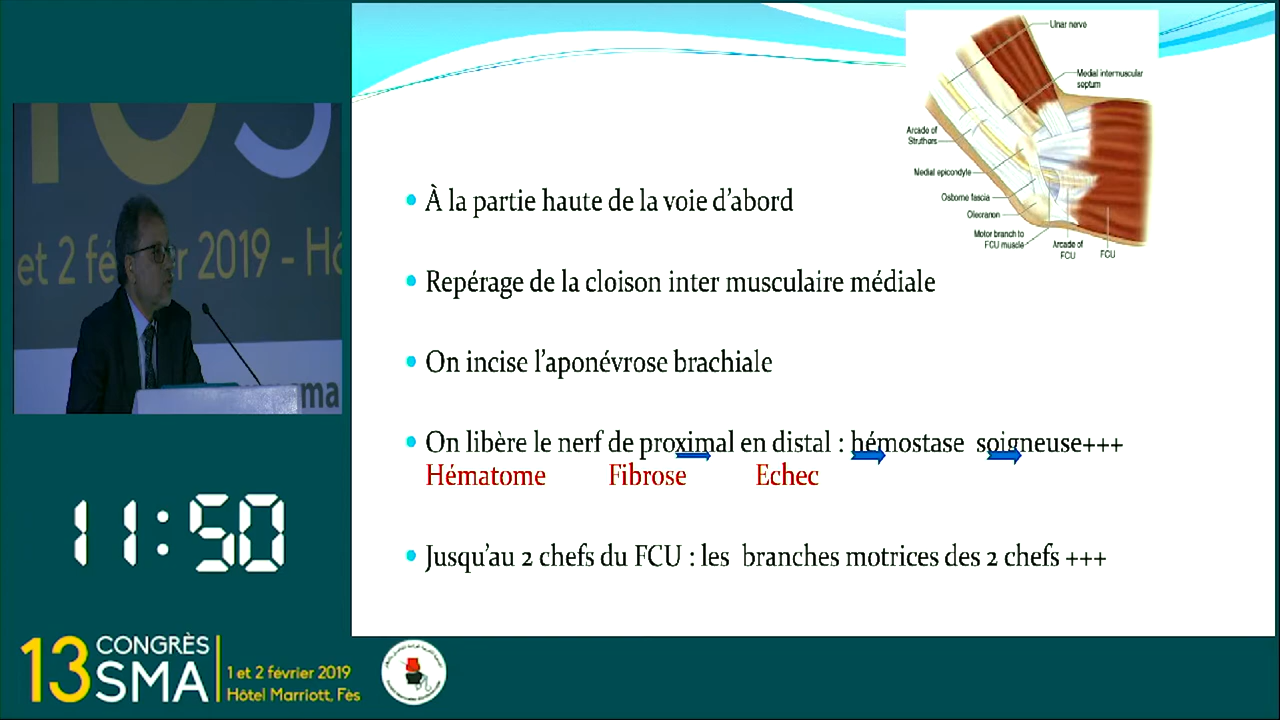 Ulnar nerve
Medial intermuscular
septum
Arcade of
Struthers
Medial epicondyle
Osborne fascia
Olecranon
Motor branch to
FCU muscle
Arcade of
FCU
FCU
• À la partie haute de la voie d’abord
• Repérage de la cloison inter musculaire médiale
• On incise l’aponévrose brachiale
• On libère le nerf de proximal en distal : hémostase soigneuse+++
Hématome Fibrose Echec
• Jusqu’au 2 chefs du FCU : les branches motrices des 2 chefs +++
et 2 février 2019 - Hô
sma
11:50
13 CONGRÈS
SMA
1 et 2 février 2019
Hôtel Marriott, Fès